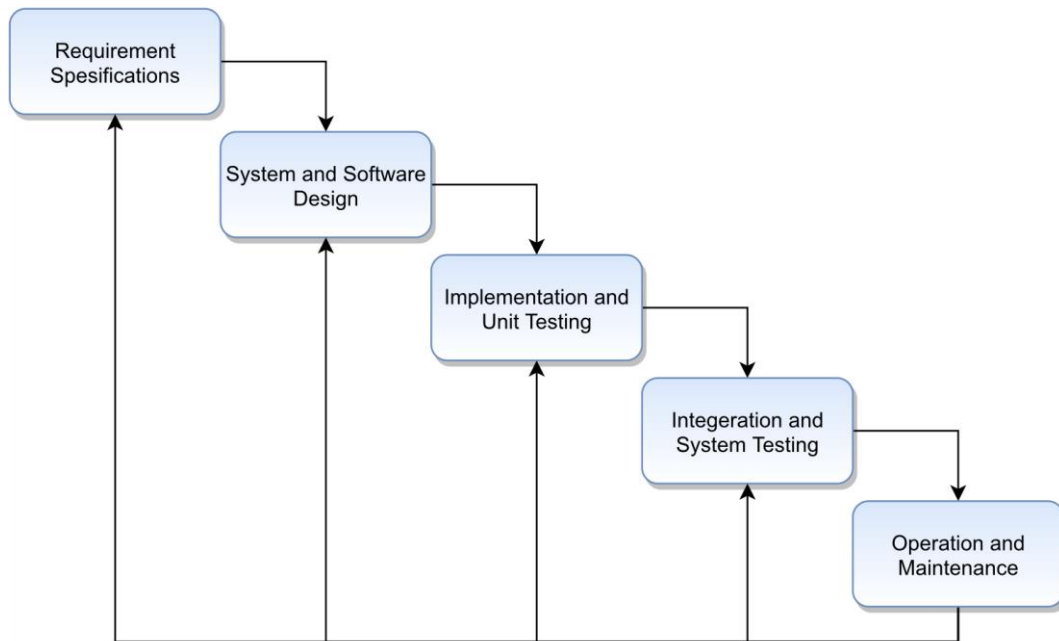 Requirement
Spesifications
System and Software
Design
Implementation and
Unit Testing
Integeration and
System Testing
Operation and
Maintenance